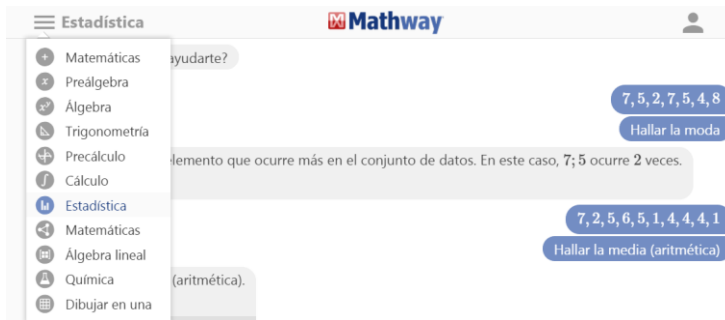 Estadística
Mathway
Matemáticas
Preálgebra
Álgebra
Trigonometría
Precálculo
Cálculo
Estadística
Matemáticas
Álgebra lineal
Química
Dibujar en una
ayudarte?
7, 5, 2, 7, 5, 4, 8
Hallar la moda
elemento que ocurre más en el conjunto de datos. En este caso, 7; 5 ocurre 2 veces.
7, 2, 5, 6, 5, 1, 4, 4, 4, 1
Hallar la media (aritmética)
(aritmética).